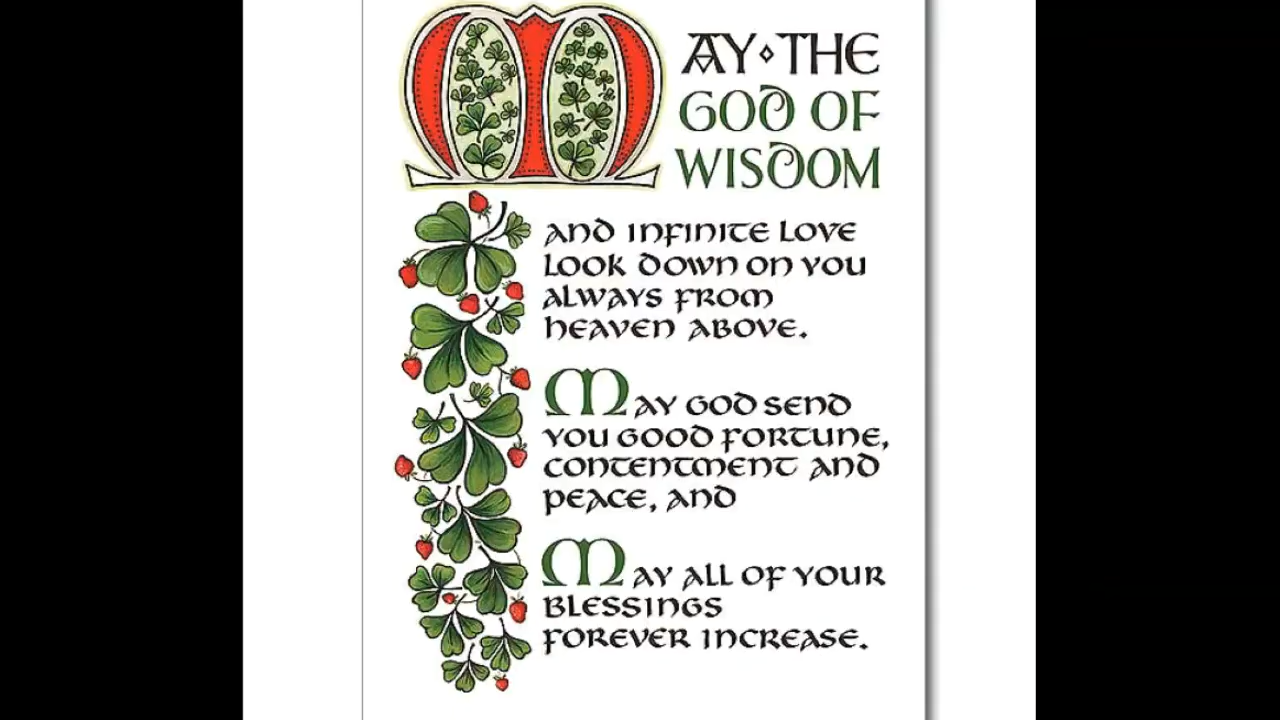 MAY THE
GOD OF
WISDOM
AND INFINITE LOVE
LOOK DOWN ON YOU
ALWAYS FROM
HEAVEN ABOVE.
MAY GOD SEND
YOU GOOD FORTUNE,
CONTENTMENT AND
PEACE, AND
MAY ALL OF YOUR
BLESSINGS
FOREVER INCREASE.